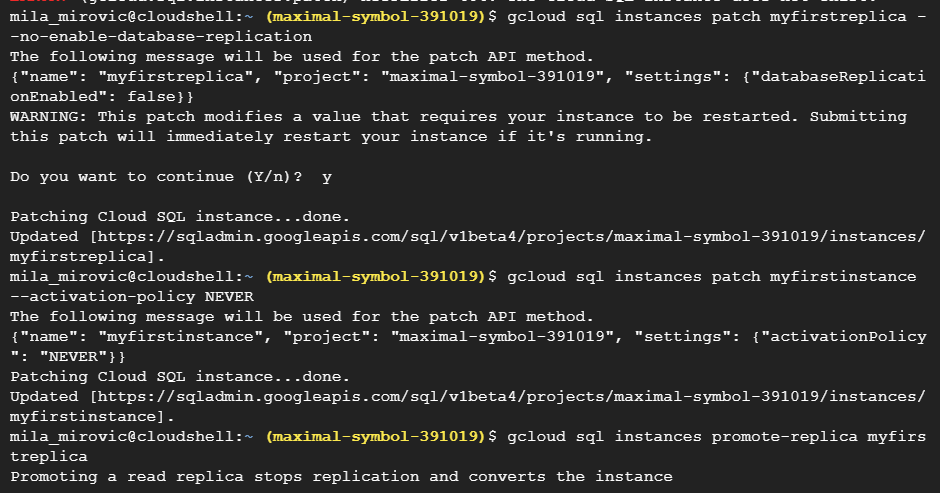 mila_mirovic@cloudshell:~ (maximal-symbol-391019)$ gcloud sql instances patch myfirstreplica -
-no-enable-database-replication
The following message will be used for the patch API method.
{"name": "myfirstreplica", "project": "maximal-symbol-391019", "settings": {"databaseReplicati
onEnabled": false}}
WARNING: This patch modifies a value that requires your instance to be restarted. Submitting
this patch will immediately restart your instance if it's running.
Do you want to continue (Y/n)?  y
Patching Cloud SQL instance...done.
Updated [https://sqladmin.googleapis.com/sql/v1beta4/projects/maximal-symbol-391019/instances/
myfirstreplica].
mila_mirovic@cloudshell:~ (maximal-symbol-391019)$ gcloud sql instances patch myfirstinstance
--activation-policy NEVER
The following message will be used for the patch API method.
{"name": "myfirstinstance", "project": "maximal-symbol-391019", "settings": {"activationPolicy
": "NEVER"}}
Patching Cloud SQL instance...done.
Updated [https://sqladmin.googleapis.com/sql/v1beta4/projects/maximal-symbol-391019/instances/
myfirstinstance].
mila_mirovic@cloudshell:~ (maximal-symbol-391019)$ gcloud sql instances promote-replica myfirs
treplica
Promoting a read replica stops replication and converts the instance